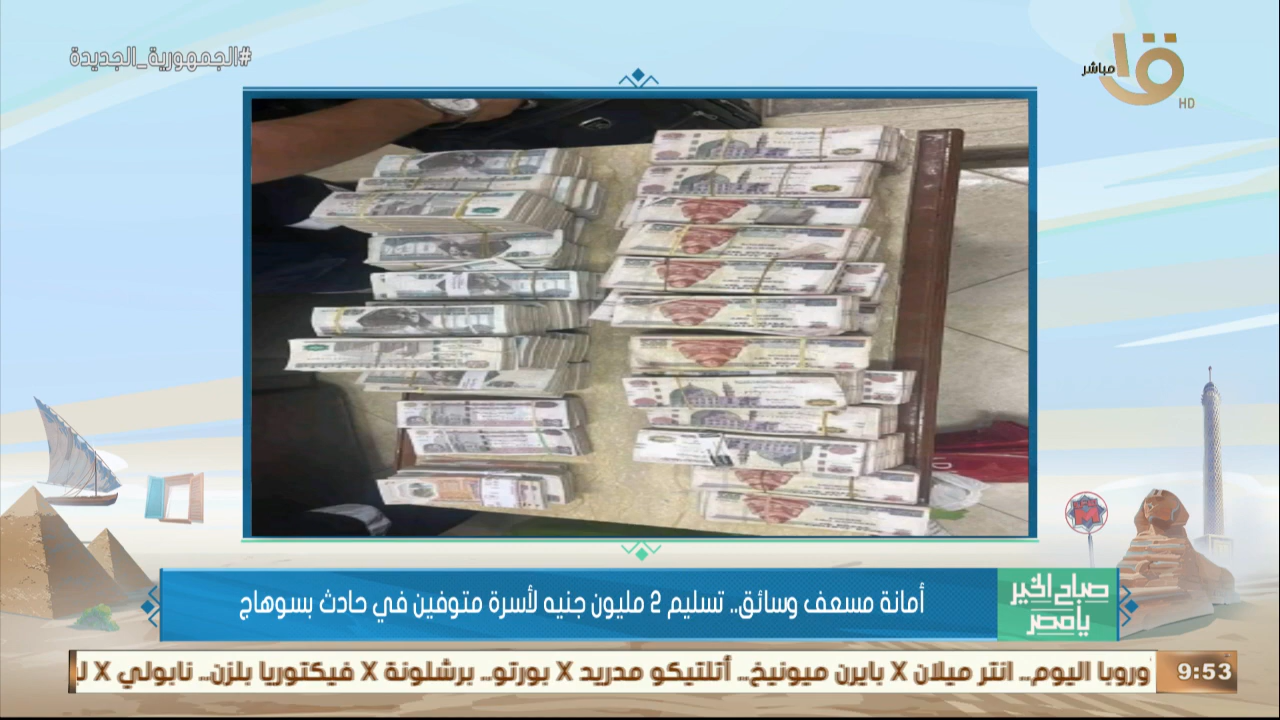 #الجمهورية_الجديدة
مباشر
HD
أمانة مسعف وسائق.. تسليم 2 مليون جنيه لأسرة متوفين في حادث بسوهاج
صباح الخير
يا مصر
وروبا اليوم.. انتر ميلان X بايرن ميونيخ.. أتلتيكو مدريد X بورتو.. برشلونة X فيكتوريا بلزن.. نابولي X
9:53